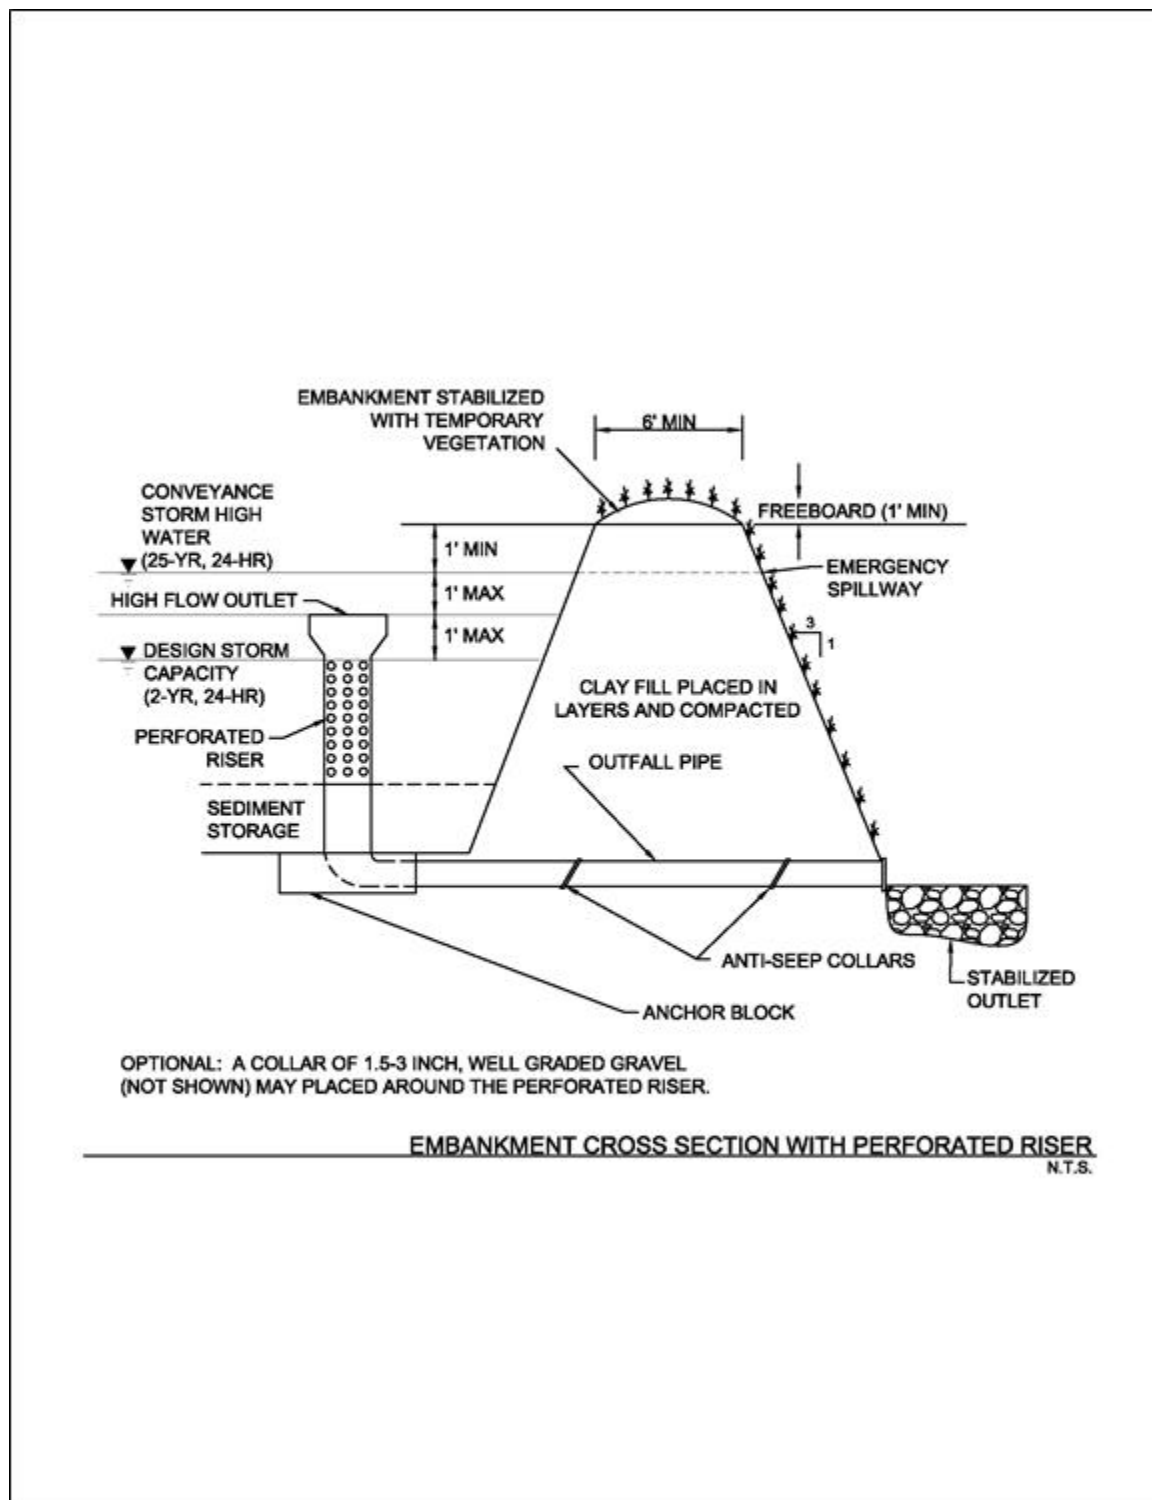 EMBANKMENT STABILIZED
WITH TEMPORARY
VEGETATION
6' MIN
CONVEYANCE
STORM HIGH
WATER
(25-YR, 24-HR)
FREEBOARD (1' MIN)
1' MIN
EMERGENCY
SPILLWAY
1' MAX
HIGH FLOW OUTLET
1' MAX
3
1
DESIGN STORM
CAPACITY
(2-YR, 24-HR)
CLAY FILL PLACED IN
LAYERS AND COMPACTED
PERFORATED
RISER
OUTFALL PIPE
SEDIMENT
STORAGE
ANTI-SEEP COLLARS
STABILIZED
OUTLET
ANCHOR BLOCK
OPTIONAL: A COLLAR OF 1.5-3 INCH, WELL GRADED GRAVEL
(NOT SHOWN) MAY PLACED AROUND THE PERFORATED RISER.
EMBANKMENT CROSS SECTION WITH PERFORATED RISER
N.T.S.